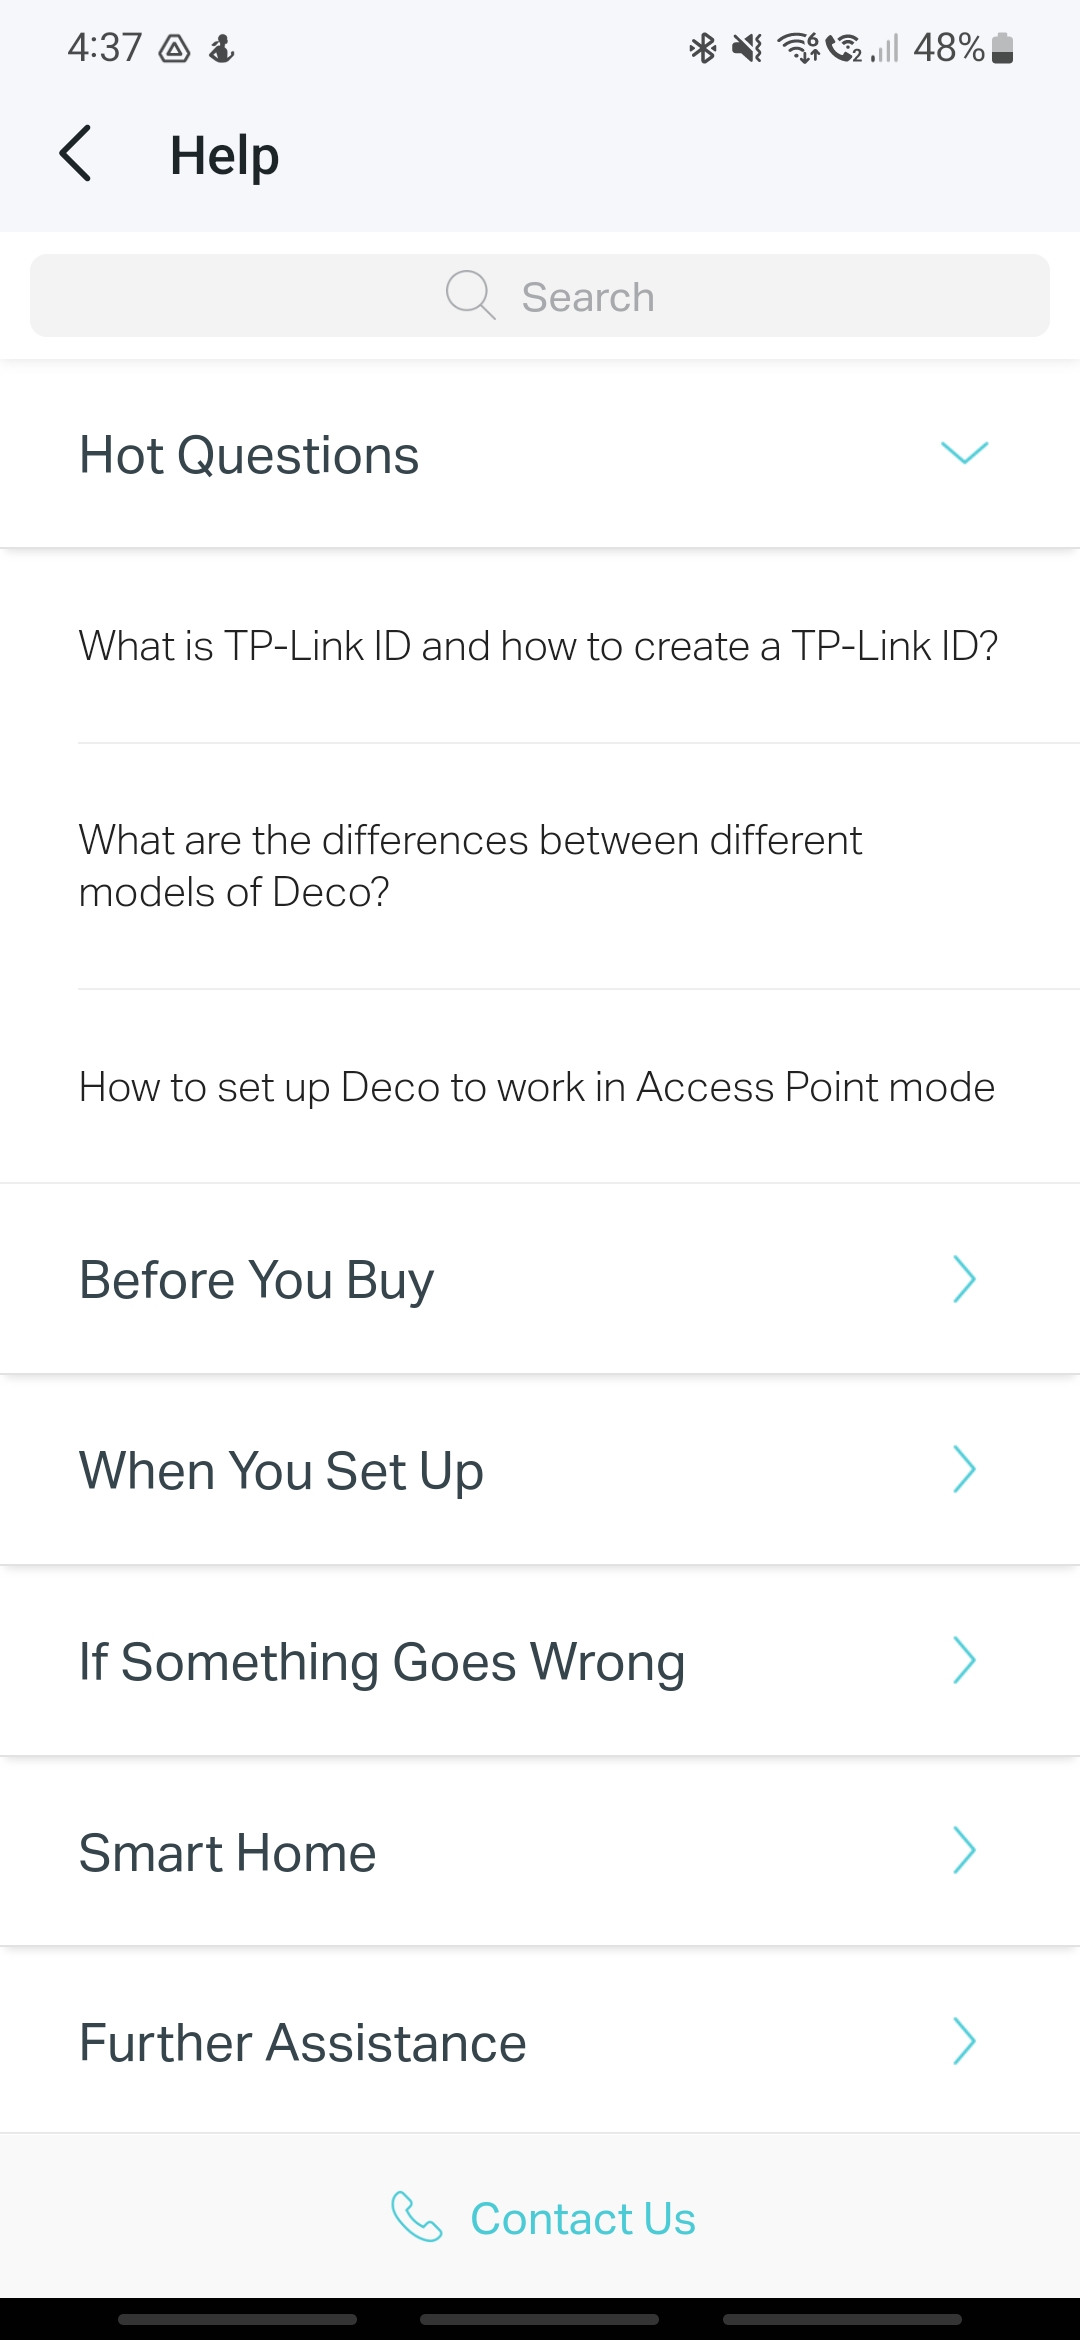 4:37 48%
Help
Search
Hot Questions
What is TP-Link ID and how to create a TP-Link ID?
What are the differences between different
models of Deco?
How to set up Deco to work in Access Point mode
Before You Buy
When You Set Up
If Something Goes Wrong
Smart Home
Further Assistance
Contact Us